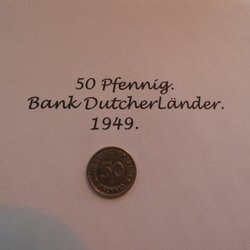 50 Pfennig.
Bank DutcherLänder.
1949.
50